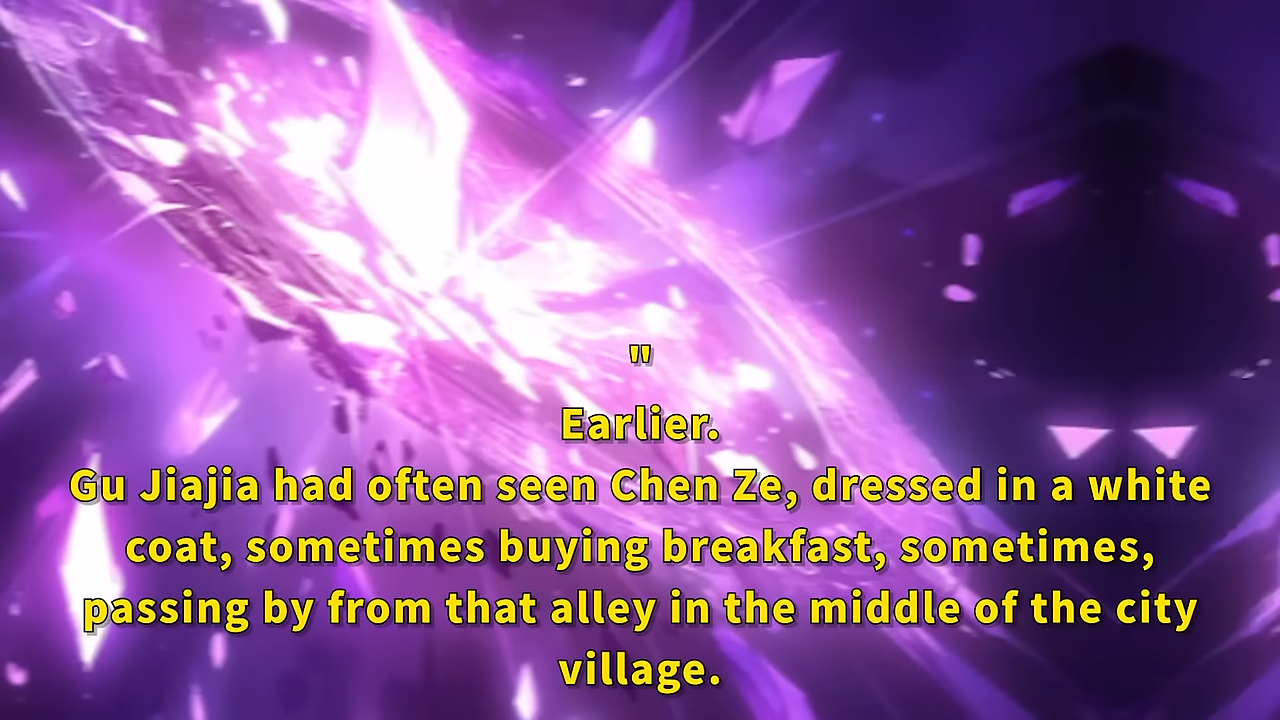 "
Earlier.
Gu Jiajia had often seen Chen Ze, dressed in a white
coat, sometimes buying breakfast, sometimes,
passing by from that alley in the middle of the city
village.